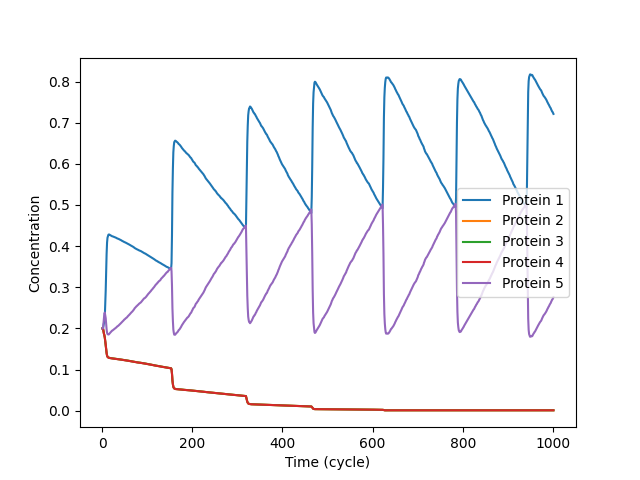 0.8
0.7
0.6
0.5
0.4
0.3
0.2
0.1
0.0
Concentration
Protein 1
Protein 2
Protein 3
Protein 4
Protein 5
0 200 400 600 800 1000
Time (cycle)